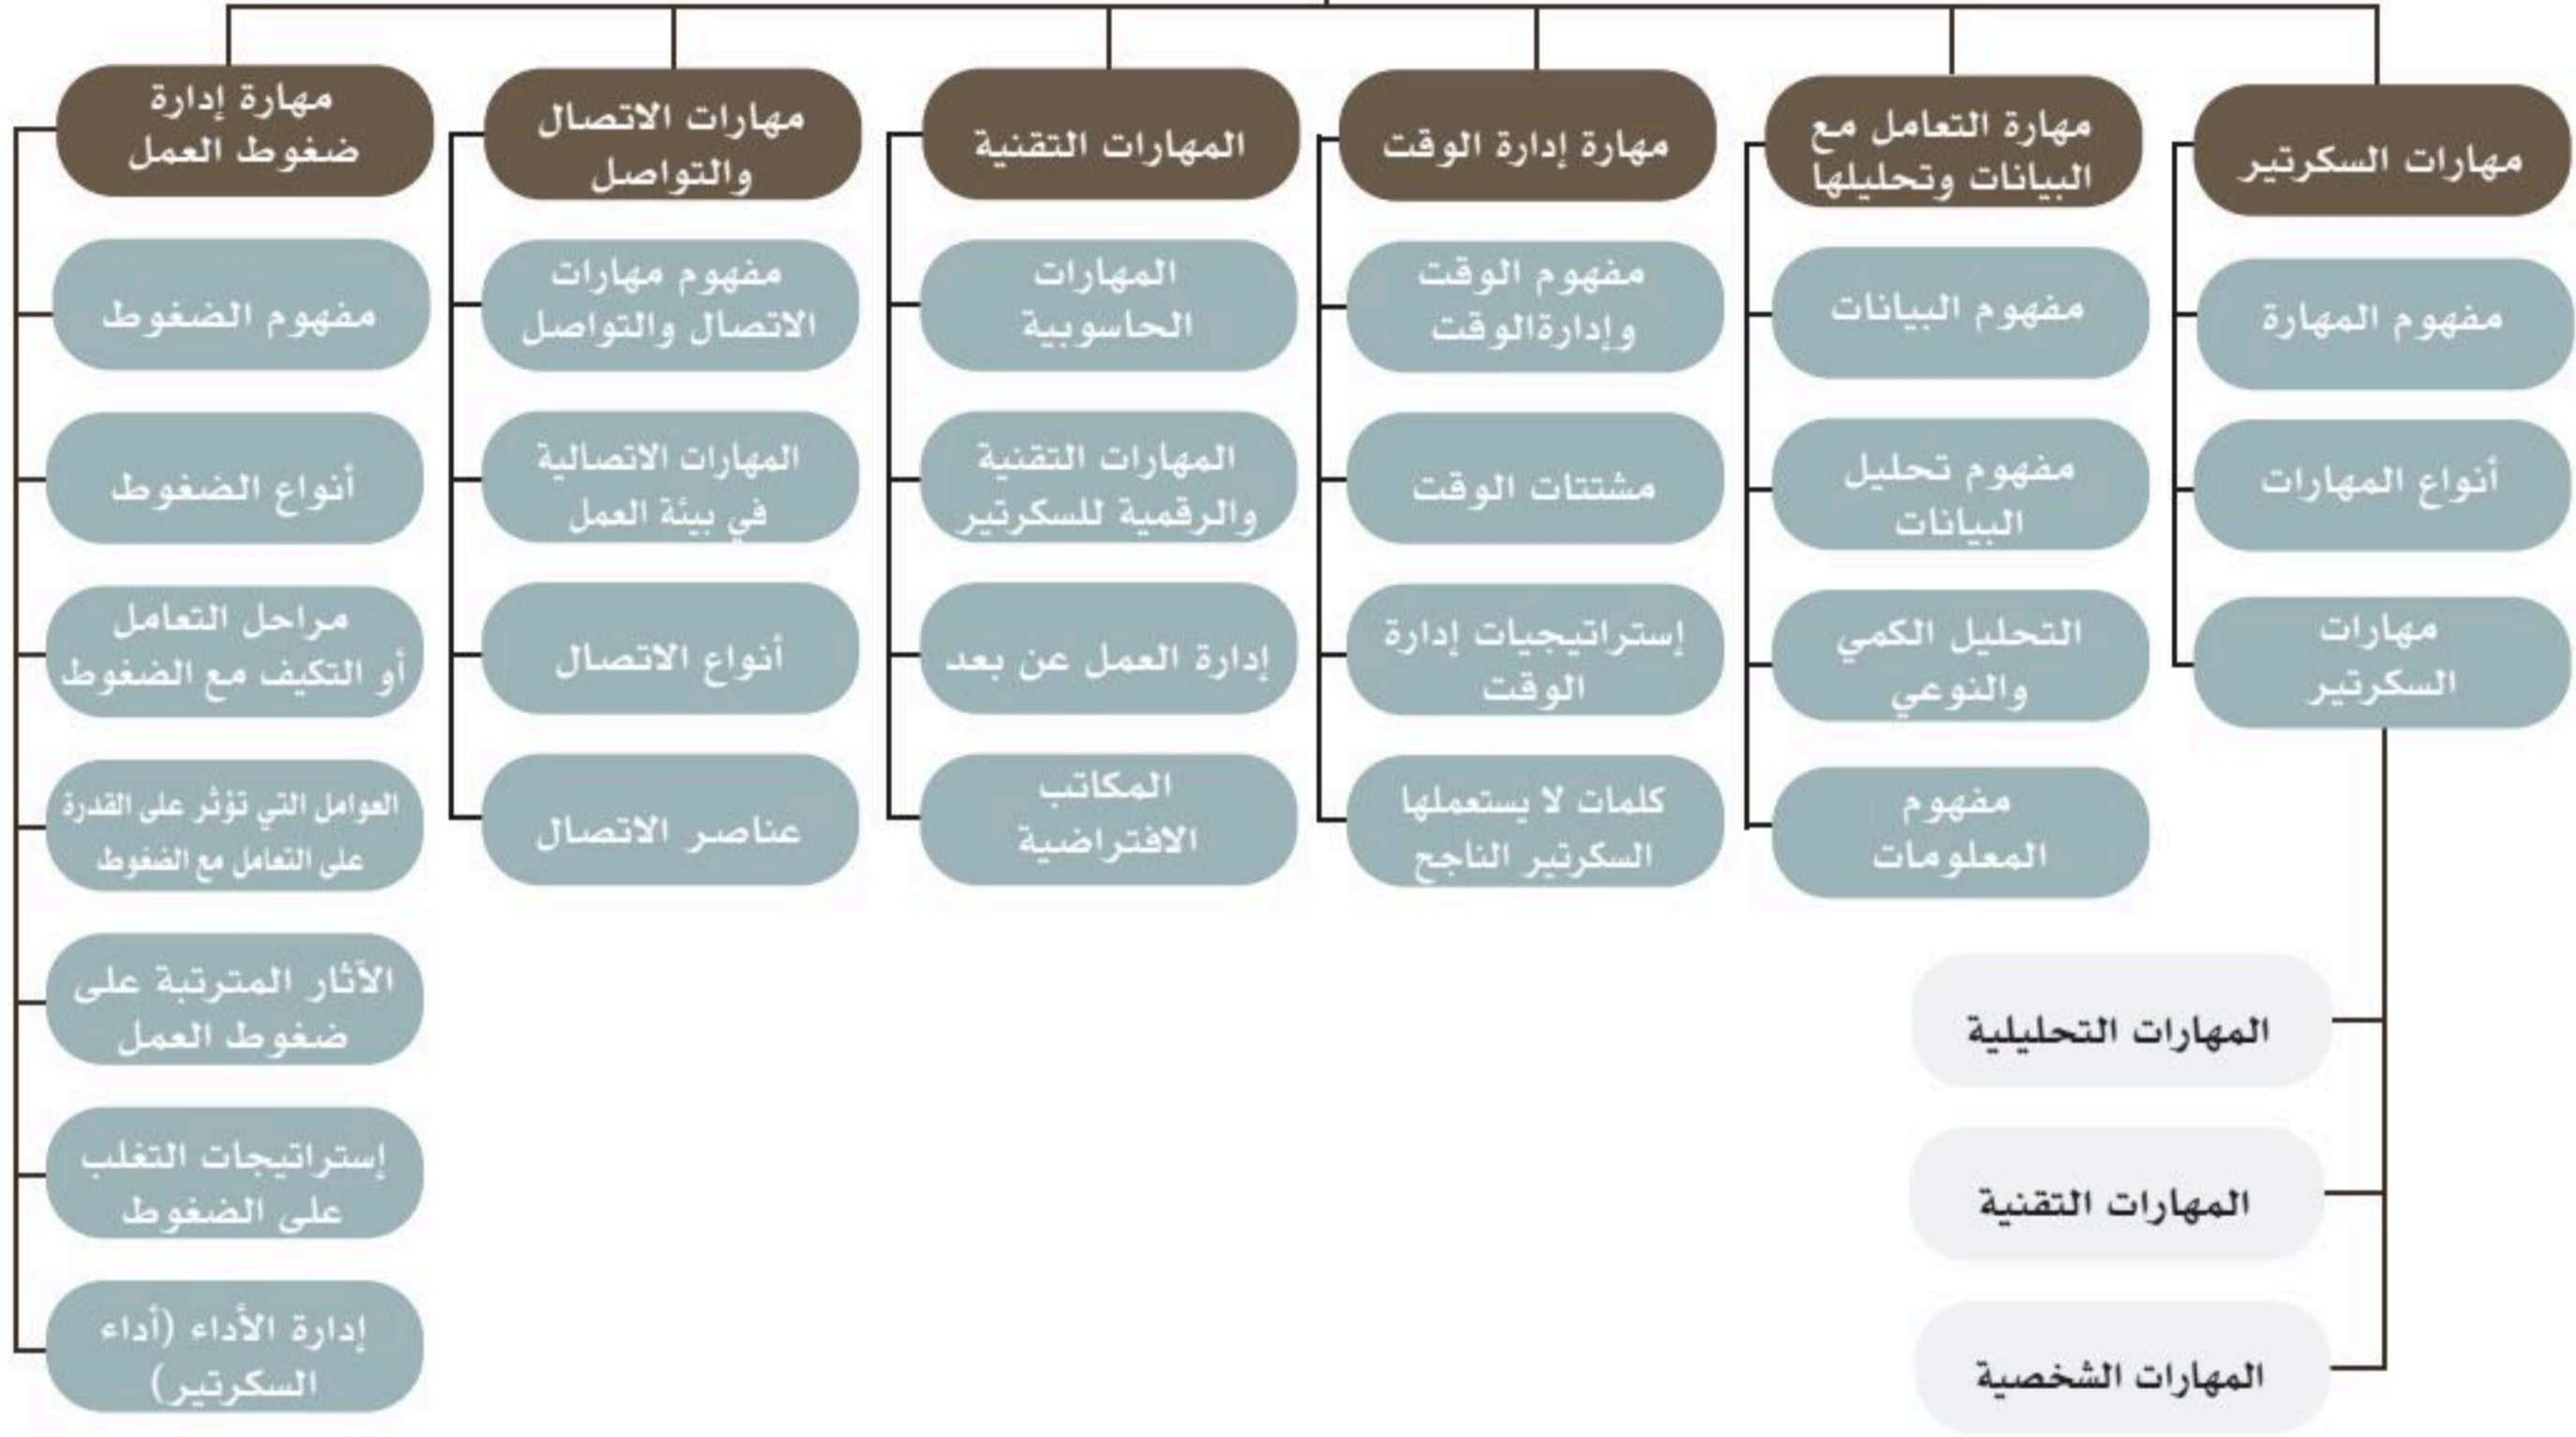 مهارات السكرتير
مفهوم المهارة
أنواع المهارات
مهارات
السكرتير
المهارات التحليلية
المهارات التقنية
المهارات الشخصية
مهارة التعامل مع
البيانات وتحليلها
مفهوم البيانات
مفهوم تحليل
البيانات
التحليل الكمي
والنوعي
مفهوم
المعلومات
مهارة إدارة الوقت
مفهوم الوقت
وإدارةالوقت
مشتتات الوقت
إستراتيجيات إدارة
الوقت
كلمات لا يستعملها
السكرتير الناجح
المهارات التقنية
المهارات
الحاسوبية
المهارات التقنية
والرقمية للسكرتير
إدارة العمل عن بعد
المكاتب
الافتراضية
مهارات الاتصال
والتواصل
مفهوم مهارات
الاتصال والتواصل
المهارات الاتصالية
في بيئة العمل
أنواع الاتصال
عناصر الاتصال
مهارة إدارة
ضغوط العمل
مفهوم الضغوط
أنواع الضغوط
مراحل التعامل
أو التكيف مع الضغوط
العوامل التي تؤثر على القدرة
على التعامل مع الضغوط
الآثار المترتبة على
ضغوط العمل
إستراتيجات التغلب
على الضغوط
إدارة الأداء (أداء
السكرتير)